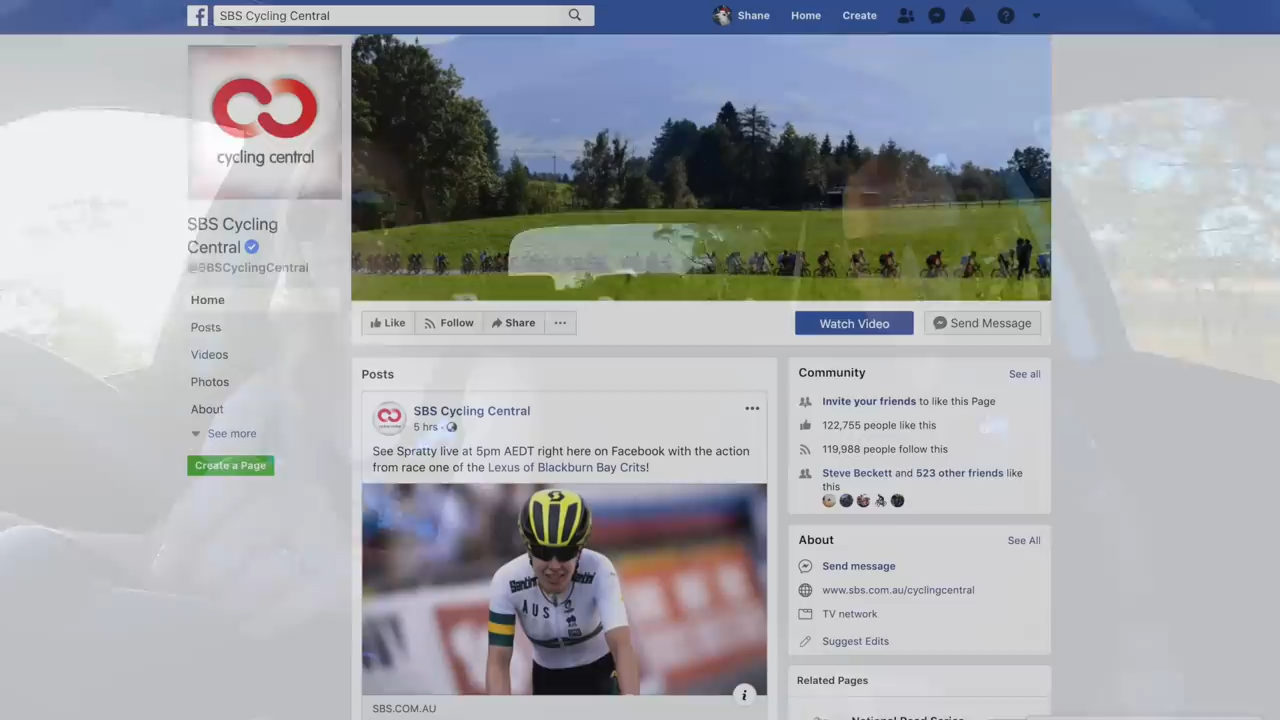 SBS Cycling Central
Shane
Home
Create
cycling central
SBS Cycling
Central
@SBSCyclingCentral
Home
Posts
Videos
Photos
About
See more
Create a Page
Like
Follow
Share
Watch Video
Send Message
Posts
SBS Cycling Central
5 hrs
See Spratty live at 5pm AEDT right here on Facebook with the action
from race one of the Lexus of Blackburn Bay Crits!
Santini
AUS
SBS.COM.AU
Community
See all
Invite your friends to like this Page
122,755 people like this
119,988 people follow this
Steve Beckett and 523 other friends like
this
About
See All
Send message
www.sbs.com.au/cyclingcentral
TV network
Suggest Edits
Related Pages
National Road Series